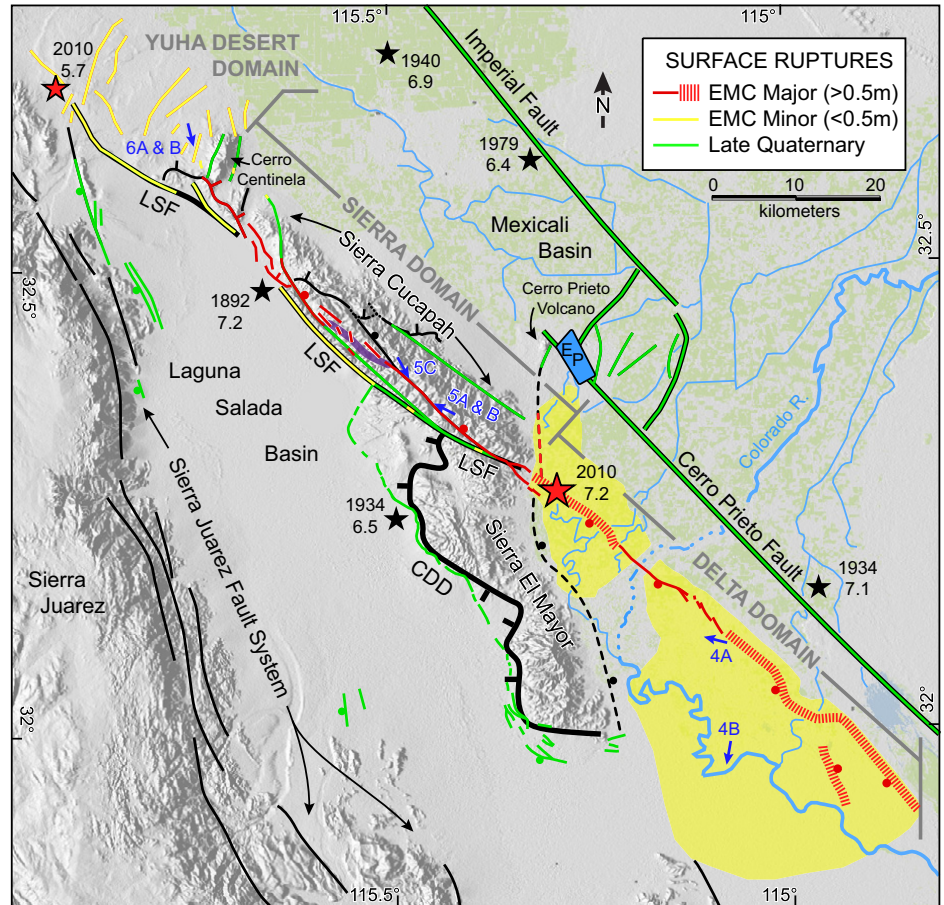 115.5°
115°
YUHA DESERT
DOMAIN
2010
5.7
1940
6.9
Imperial Fault
N
SURFACE RUPTURES
EMC Major (>0.5m)
EMC Minor (<0.5m)
Late Quaternary
0 10 20
kilometers
6A & B
Cerro
Centinela
1979
6.4
LSF
SIERRA DOMAIN
Sierra Cucapah
Mexicali
Basin
32.5°
32.5°
1892
7.2
Cerro Prieto
Volcano
EP
LSF
5C
5A & B
Laguna
Salada
Basin
Colorado R.
LSF
2010
7.2
Cerro Prieto Fault
Sierra Juarez Fault System
1934
6.5
CDD
Sierra El Mayor
DELTA DOMAIN
1934
7.1
Sierra
Juarez
4A
4B
32°
32°
115.5°
115°